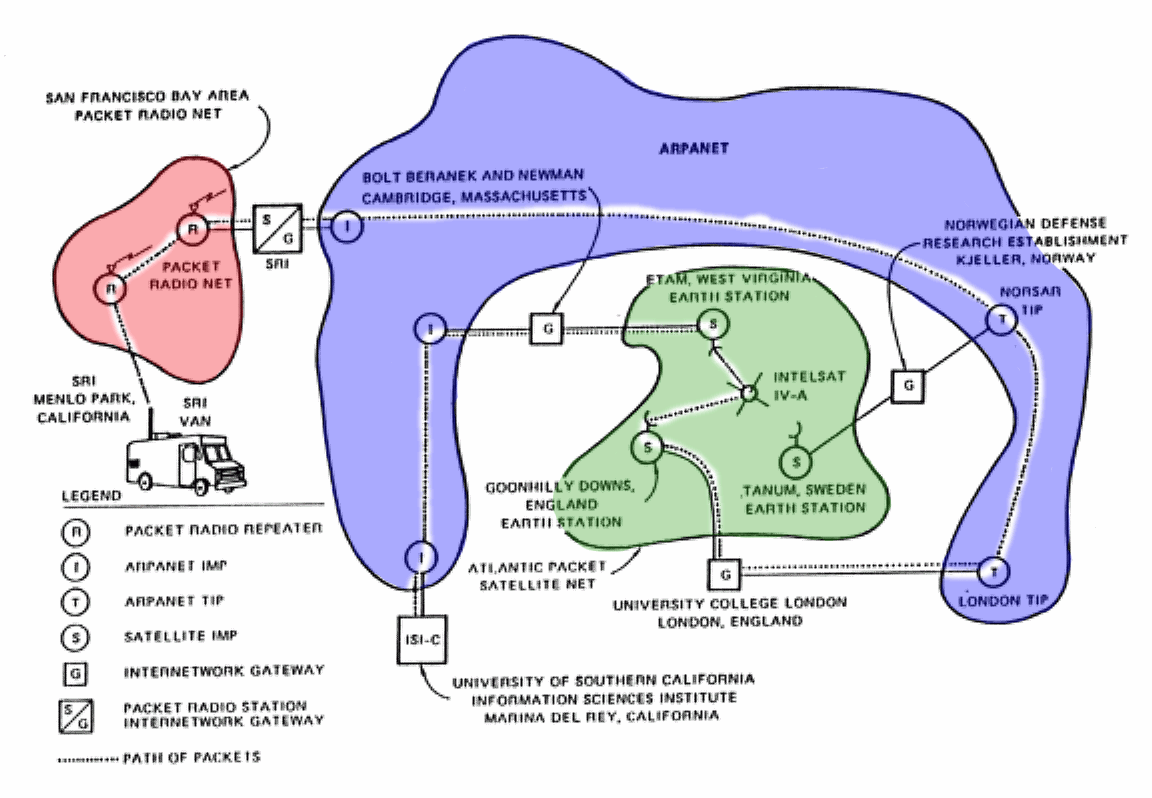 SAN FRANCISCO BAY AREA
PACKET RADIO NET
ARPANET
BOLT BERANEK AND NEWMAN
CAMBRIDGE, MASSACHUSETTS
NORWEGIAN DEFENSE
RESEARCH ESTABLISHMENT
KJELLER, NORWAY
S
G
SRI
I
R
PACKET
RADIO NET
R
ETAM, WEST VIRGINIA
EARTH STATION
NORSAR
TIP
T
I
G
S
INTELSAT
IV-A
G
SRI
MENLO PARK,
CALIFORNIA
SRI
VAN
S
S
GOONHILLY DOWNS,
ENGLAND
EARTH STATION
TANUM, SWEDEN
EARTH STATION
LEGEND
R PACKET RADIO REPEATER
I ARPANET IMP
T ARPANET TIP
S SATELLITE IMP
G INTERNETWORK GATEWAY
S/G PACKET RADIO STATION
INTERNETWORK GATEWAY
PATH OF PACKETS
I
ATLANTIC PACKET
SATELLITE NET
G
T
UNIVERSITY COLLEGE LONDON
LONDON, ENGLAND
LONDON TIP
ISI-C
UNIVERSITY OF SOUTHERN CALIFORNIA
INFORMATION SCIENCES INSTITUTE
MARINA DEL REY, CALIFORNIA